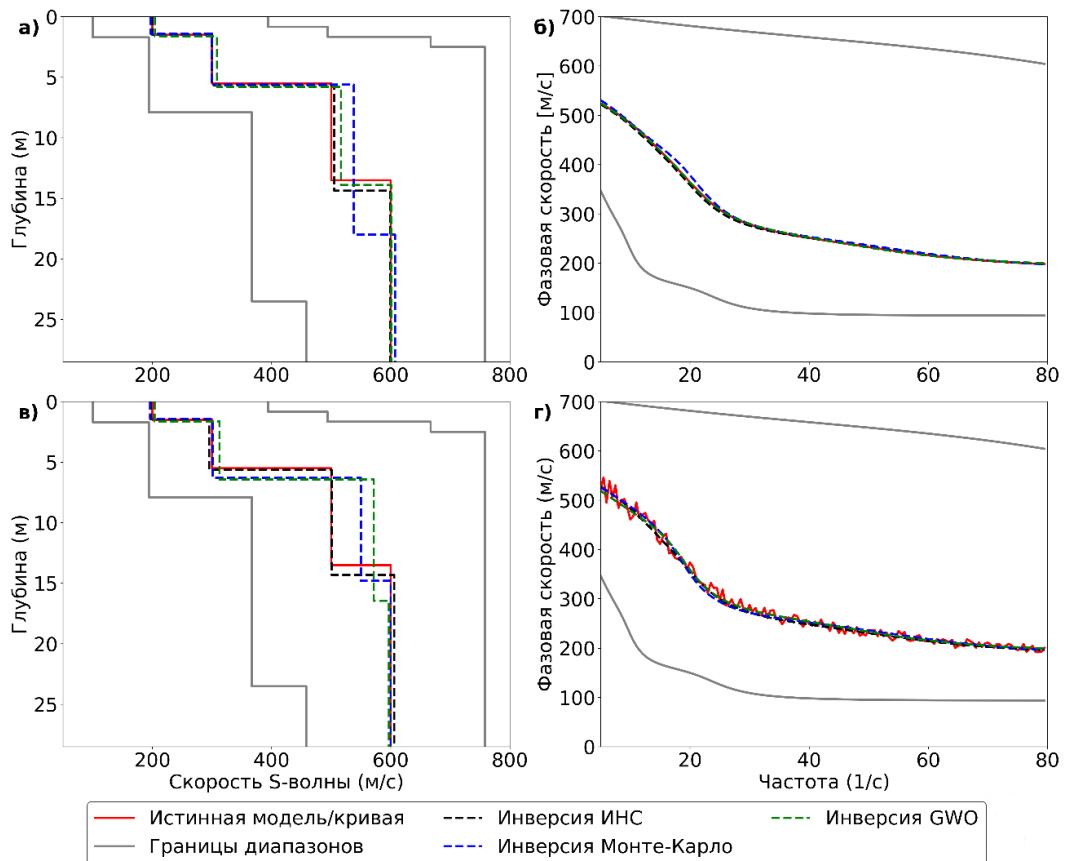 а)
0
5
10
15
20
25
Глубина (м)
200
400
600
800
б)
700
600
500
400
300
200
100
0
Фазовая скорость [м/с]
20
40
60
80
в)
0
5
10
15
20
25
Глубина (м)
200
400
600
800
Скорость S-волны (м/с)
г)
700
600
500
400
300
200
100
0
Фазовая скорость (м/с)
20
40
60
80
Частота (1/с)
Истинная модель/кривая
Границы диапазонов
Инверсия ИНС
Инверсия Монте-Карло
Инверсия GWO